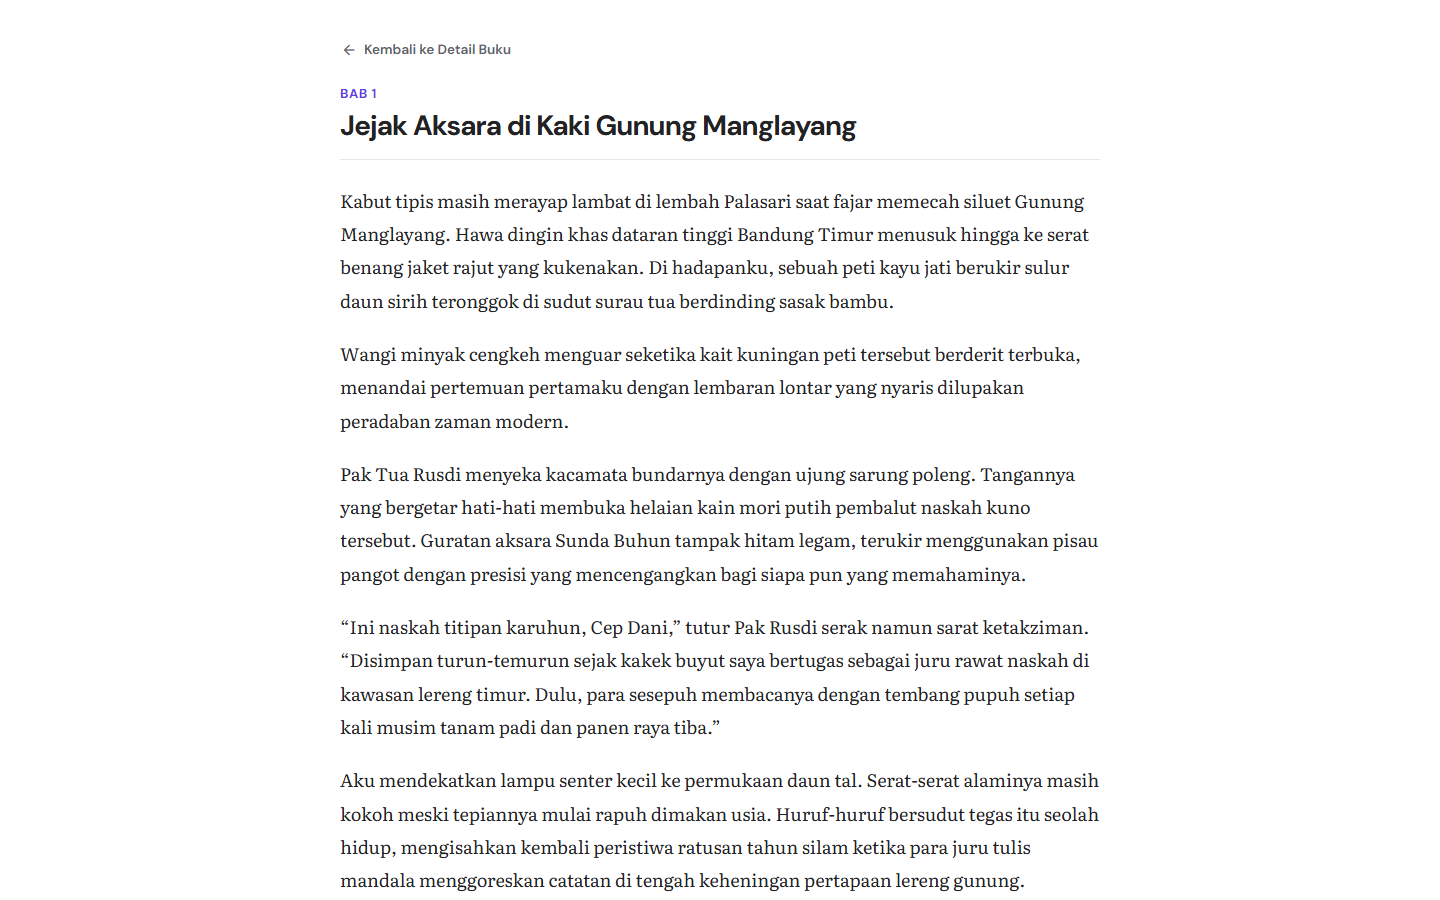 Kembali ke Detail Buku
BAB 1
Jejak Aksara di Kaki Gunung Manglayang
Kabut tipis masih merayap lambat di lembah Palasari saat fajar memecah siluet Gunung
Manglayang. Hawa dingin khas dataran tinggi Bandung Timur menusuk hingga ke serat
benang jaket rajut yang kukenakan. Di hadapanku, sebuah peti kayu jati berukir sulur
daun sirih teronggok di sudut surau tua berdinding sasak bambu.
Wangi minyak cengkeh menguar seketika kait kuningan peti tersebut berderit terbuka,
menandai pertemuan pertamaku dengan lembaran lontar yang nyaris dilupakan
peradaban zaman modern.
Pak Tua Rusdi menyeka kacamata bundarnya dengan ujung sarung poleng. Tangannya
yang bergetar hati-hati membuka helaian kain mori putih pembalut naskah kuno
tersebut. Guratan aksara Sunda Buhun tampak hitam legam, terukir menggunakan pisau
pangot dengan presisi yang mencengangkan bagi siapa pun yang memahaminya.
“Ini naskah titipan karuhun, Cep Dani,” tutur Pak Rusdi serak namun sarat ketakziman.
“Disimpan turun-temurun sejak kakek buyut saya bertugas sebagai juru rawat naskah di
kawasan lereng timur. Dulu, para sesepuh membacanya dengan tembang pupuh setiap
kali musim tanam padi dan panen raya tiba.”
Aku mendekatkan lampu senter kecil ke permukaan daun tal. Serat-serat alaminya masih
kokoh meski tepiannya mulai rapuh dimakan usia. Huruf-huruf bersudut tegas itu seolah
hidup, mengisahkan kembali peristiwa ratusan tahun silam ketika para juru tulis
mandala menggoreskan catatan di tengah keheningan pertapaan lereng gunung.